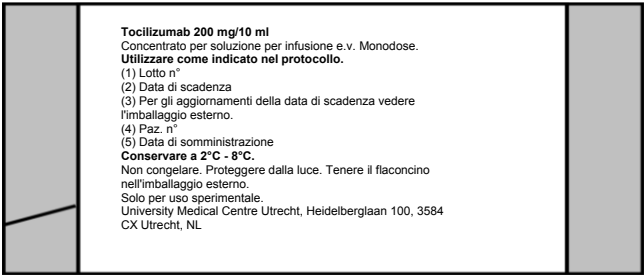 Tocilizumab 200 mg/10 ml
Concentrato per soluzione per infusione e.v. Monodose.
Utilizzare come indicato nel protocollo.
(1) Lotto n°
(2) Data di scadenza
(3) Per gli aggiornamenti della data di scadenza vedere
l'imballaggio esterno.
(4) Paz. n°
(5) Data di somministrazione
Conservare a 2°C - 8°C.
Non congelare. Proteggere dalla luce. Tenere il flaconcino
nell'imballaggio esterno.
Solo per uso sperimentale.
University Medical Centre Utrecht, Heidelberglaan 100, 3584
CX Utrecht, NL